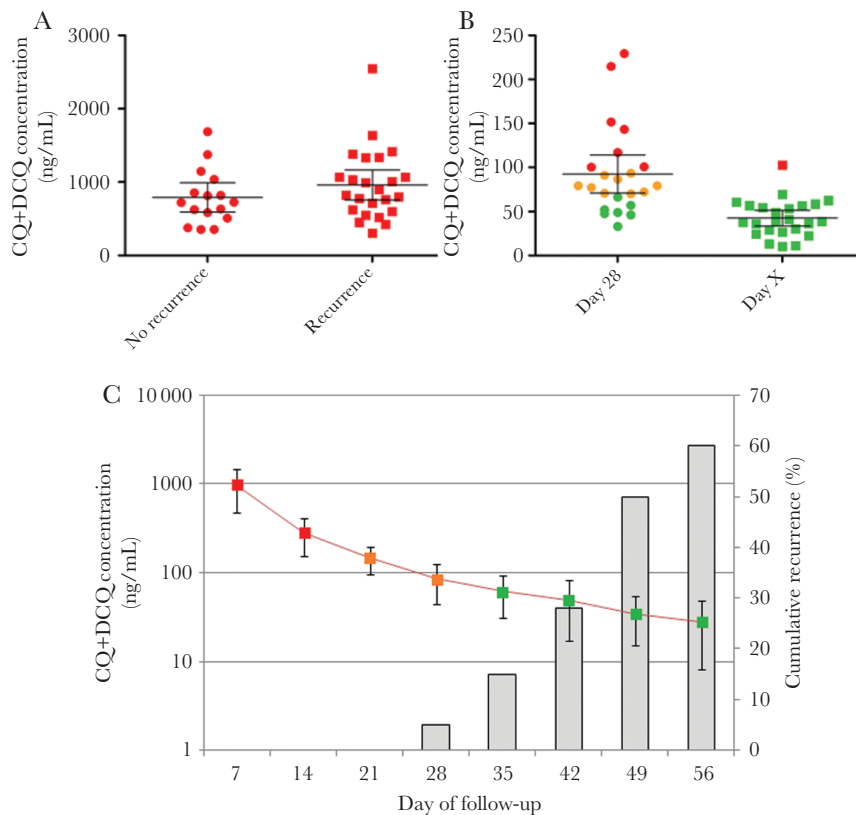 A
CQ+DCQ concentration
(ng/mL)
3000
2000
1000
0
No recurrence
Recurrence
B
CQ+DCQ concentration
(ng/mL)
250
200
150
100
50
0
Day 28
Day X
C
CQ+DCQ concentration
(ng/mL)
10 000
1000
100
10
1
70
60
50
40
30
20
10
0
Cumulative recurrence (%)
7 14 21 28 35 42 49 56
Day of follow-up